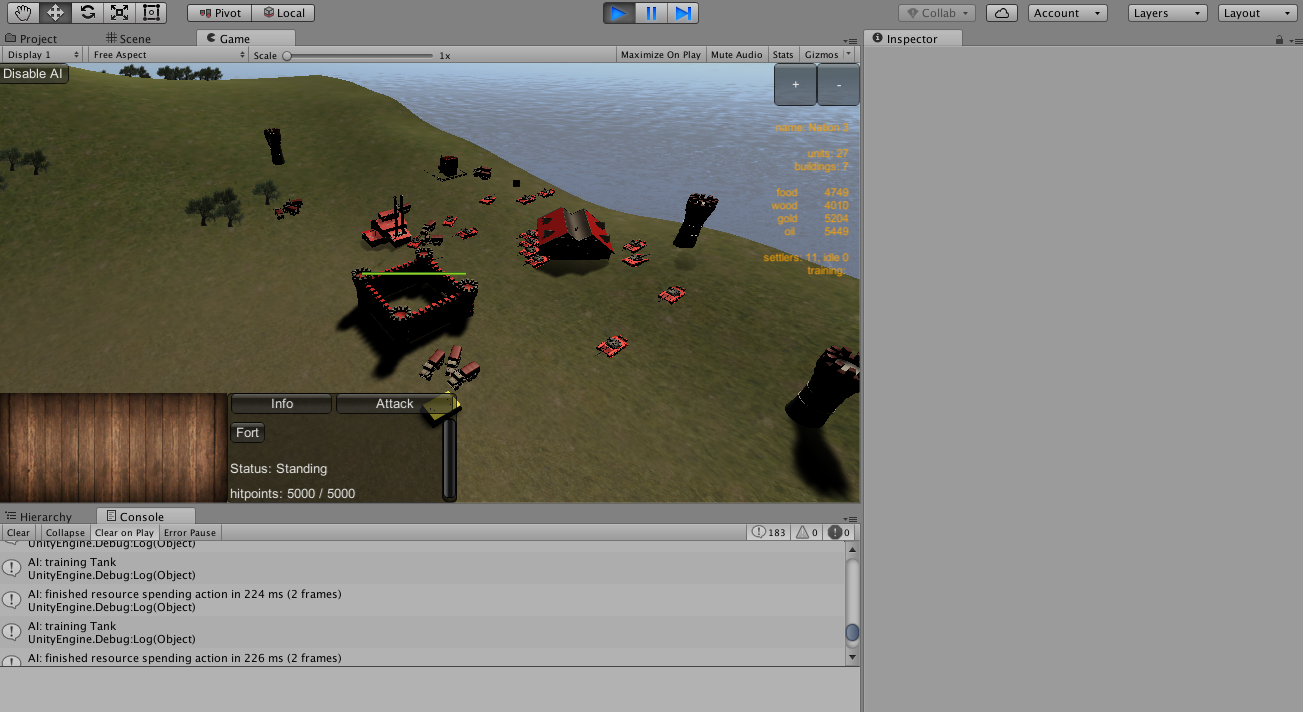 Pivot Local Collab Account Layers Layout
Project Scene Game Inspector
Display 1 Free Aspect Scale 1x Maximize On Play Mute Audio Stats Gizmos
Disable AI
+ -
name: Nation 3
units: 27
buildings: 7
food 4749
wood 4010
gold 5204
oil 5449
settlers: 11, idle 0
training:
Info Attack
Fort
Status: Standing
hitpoints: 5000 / 5000
Hierarchy Console
Clear Collapse Clear on Play Error Pause 183 0 0
UnityEngine.Debug:Log(Object)
AI: training Tank
UnityEngine.Debug:Log(Object)
AI: finished resource spending action in 224 ms (2 frames)
UnityEngine.Debug:Log(Object)
AI: training Tank
UnityEngine.Debug:Log(Object)
AI: finished resource spending action in 226 ms (2 frames)